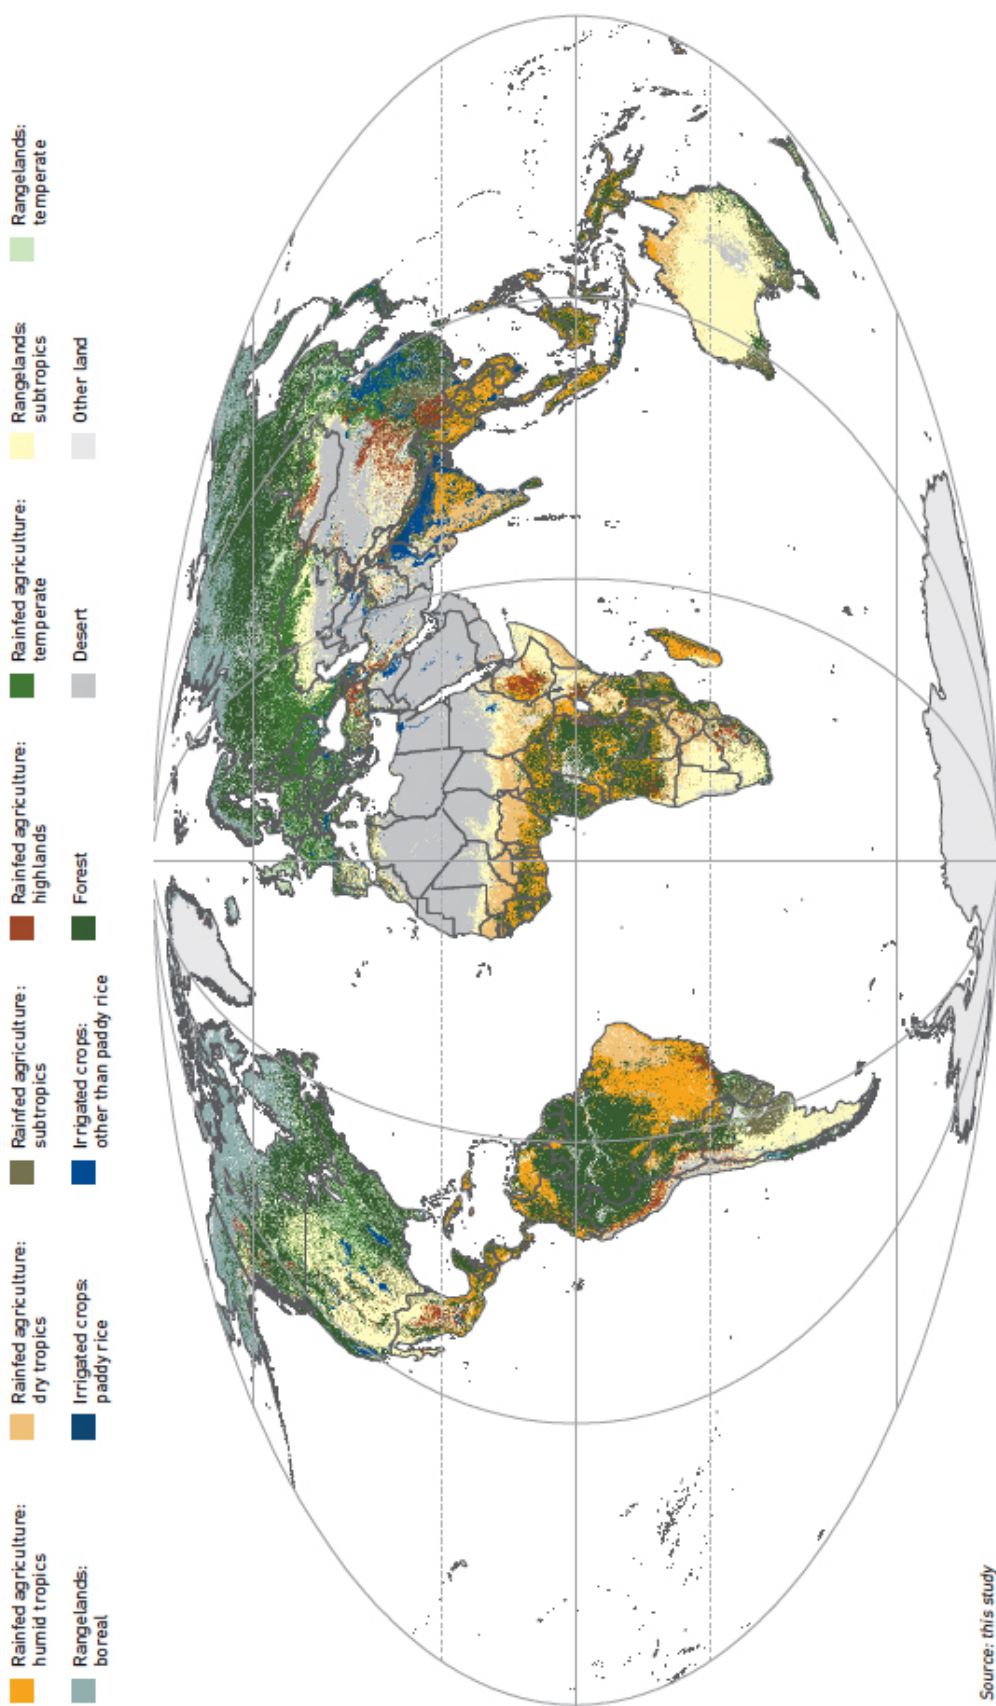 Rainfed agriculture:
humid tropics
Rainfed agriculture:
dry tropics
Rainfed agriculture:
subtropics
Rainfed agriculture:
highlands
Rainfed agriculture:
temperate
Rangelands:
subtropics
Rangelands:
temperate
Rangelands:
boreal
Irrigated crops:
paddy rice
Irrigated crops:
other than paddy rice
Forest
Desert
Other land
Source: this study